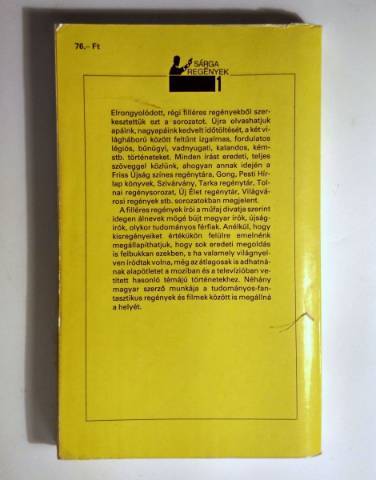 76.– Ft
SÁRGA
REGÉNYEK
1
Elrongyolódott, régi filléres regényekből szer-
kesztettük ezt a sorozatot. Újra olvashatjuk
apáink, nagyapáink kedvelt időtöltését, a két vi-
lágháború között feltűnt izgalmas, fordulatos
légiós, bűnügyi, vadnyugati, kalandos, kém-
stb. történeteket. Minden írást eredeti, teljes
szöveggel közlünk, ahogyan annak idején a
Friss Újság színes regénytára, Gong, Pesti Hír-
lap könyvek, Szivárvány, Tarka regénytár, Tol-
nai regénysorozat, Új Élet regénytár, Világvá-
rosi regények stb. sorozatokban megjelent.
A filléres regények írói a műfaj divatja szerint
idegen álnevek mögé bújt magyar írók, újság-
írók, olykor tudományos férfiak. Anélkül, hogy
kisregényeiket értékükön felülre emelnénk
megállapíthatjuk, hogy sok eredeti megoldás
is felbukkan ezekben, s ha valamely világnyel-
ven íródtak volna, még az átlagosak is adhatná-
nak alapötletet a moziban és a televízióban ve-
tített hasonló témájú történetekhez. Néhány
magyar szerző munkája a tudományos-fan-
tasztikus regények és filmek között is megállná
a helyét.